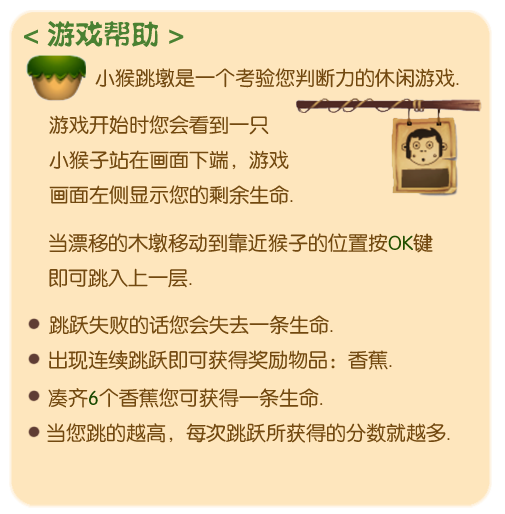 < 游戏帮助 >
小猴跳墩是一个考验您判断力的休闲游戏.
游戏开始时您会看到一只
小猴子站在画面下端，游戏
画面左侧显示您的剩余生命.
当漂移的木墩移动到靠近猴子的位置按OK键
即可跳入上一层.
跳跃失败的话您会失去一条生命.
出现连续跳跃即可获得奖励物品：香蕉.
凑齐6个香蕉您可获得一条生命.
当您跳的越高，每次跳跃所获得的分数就越多.